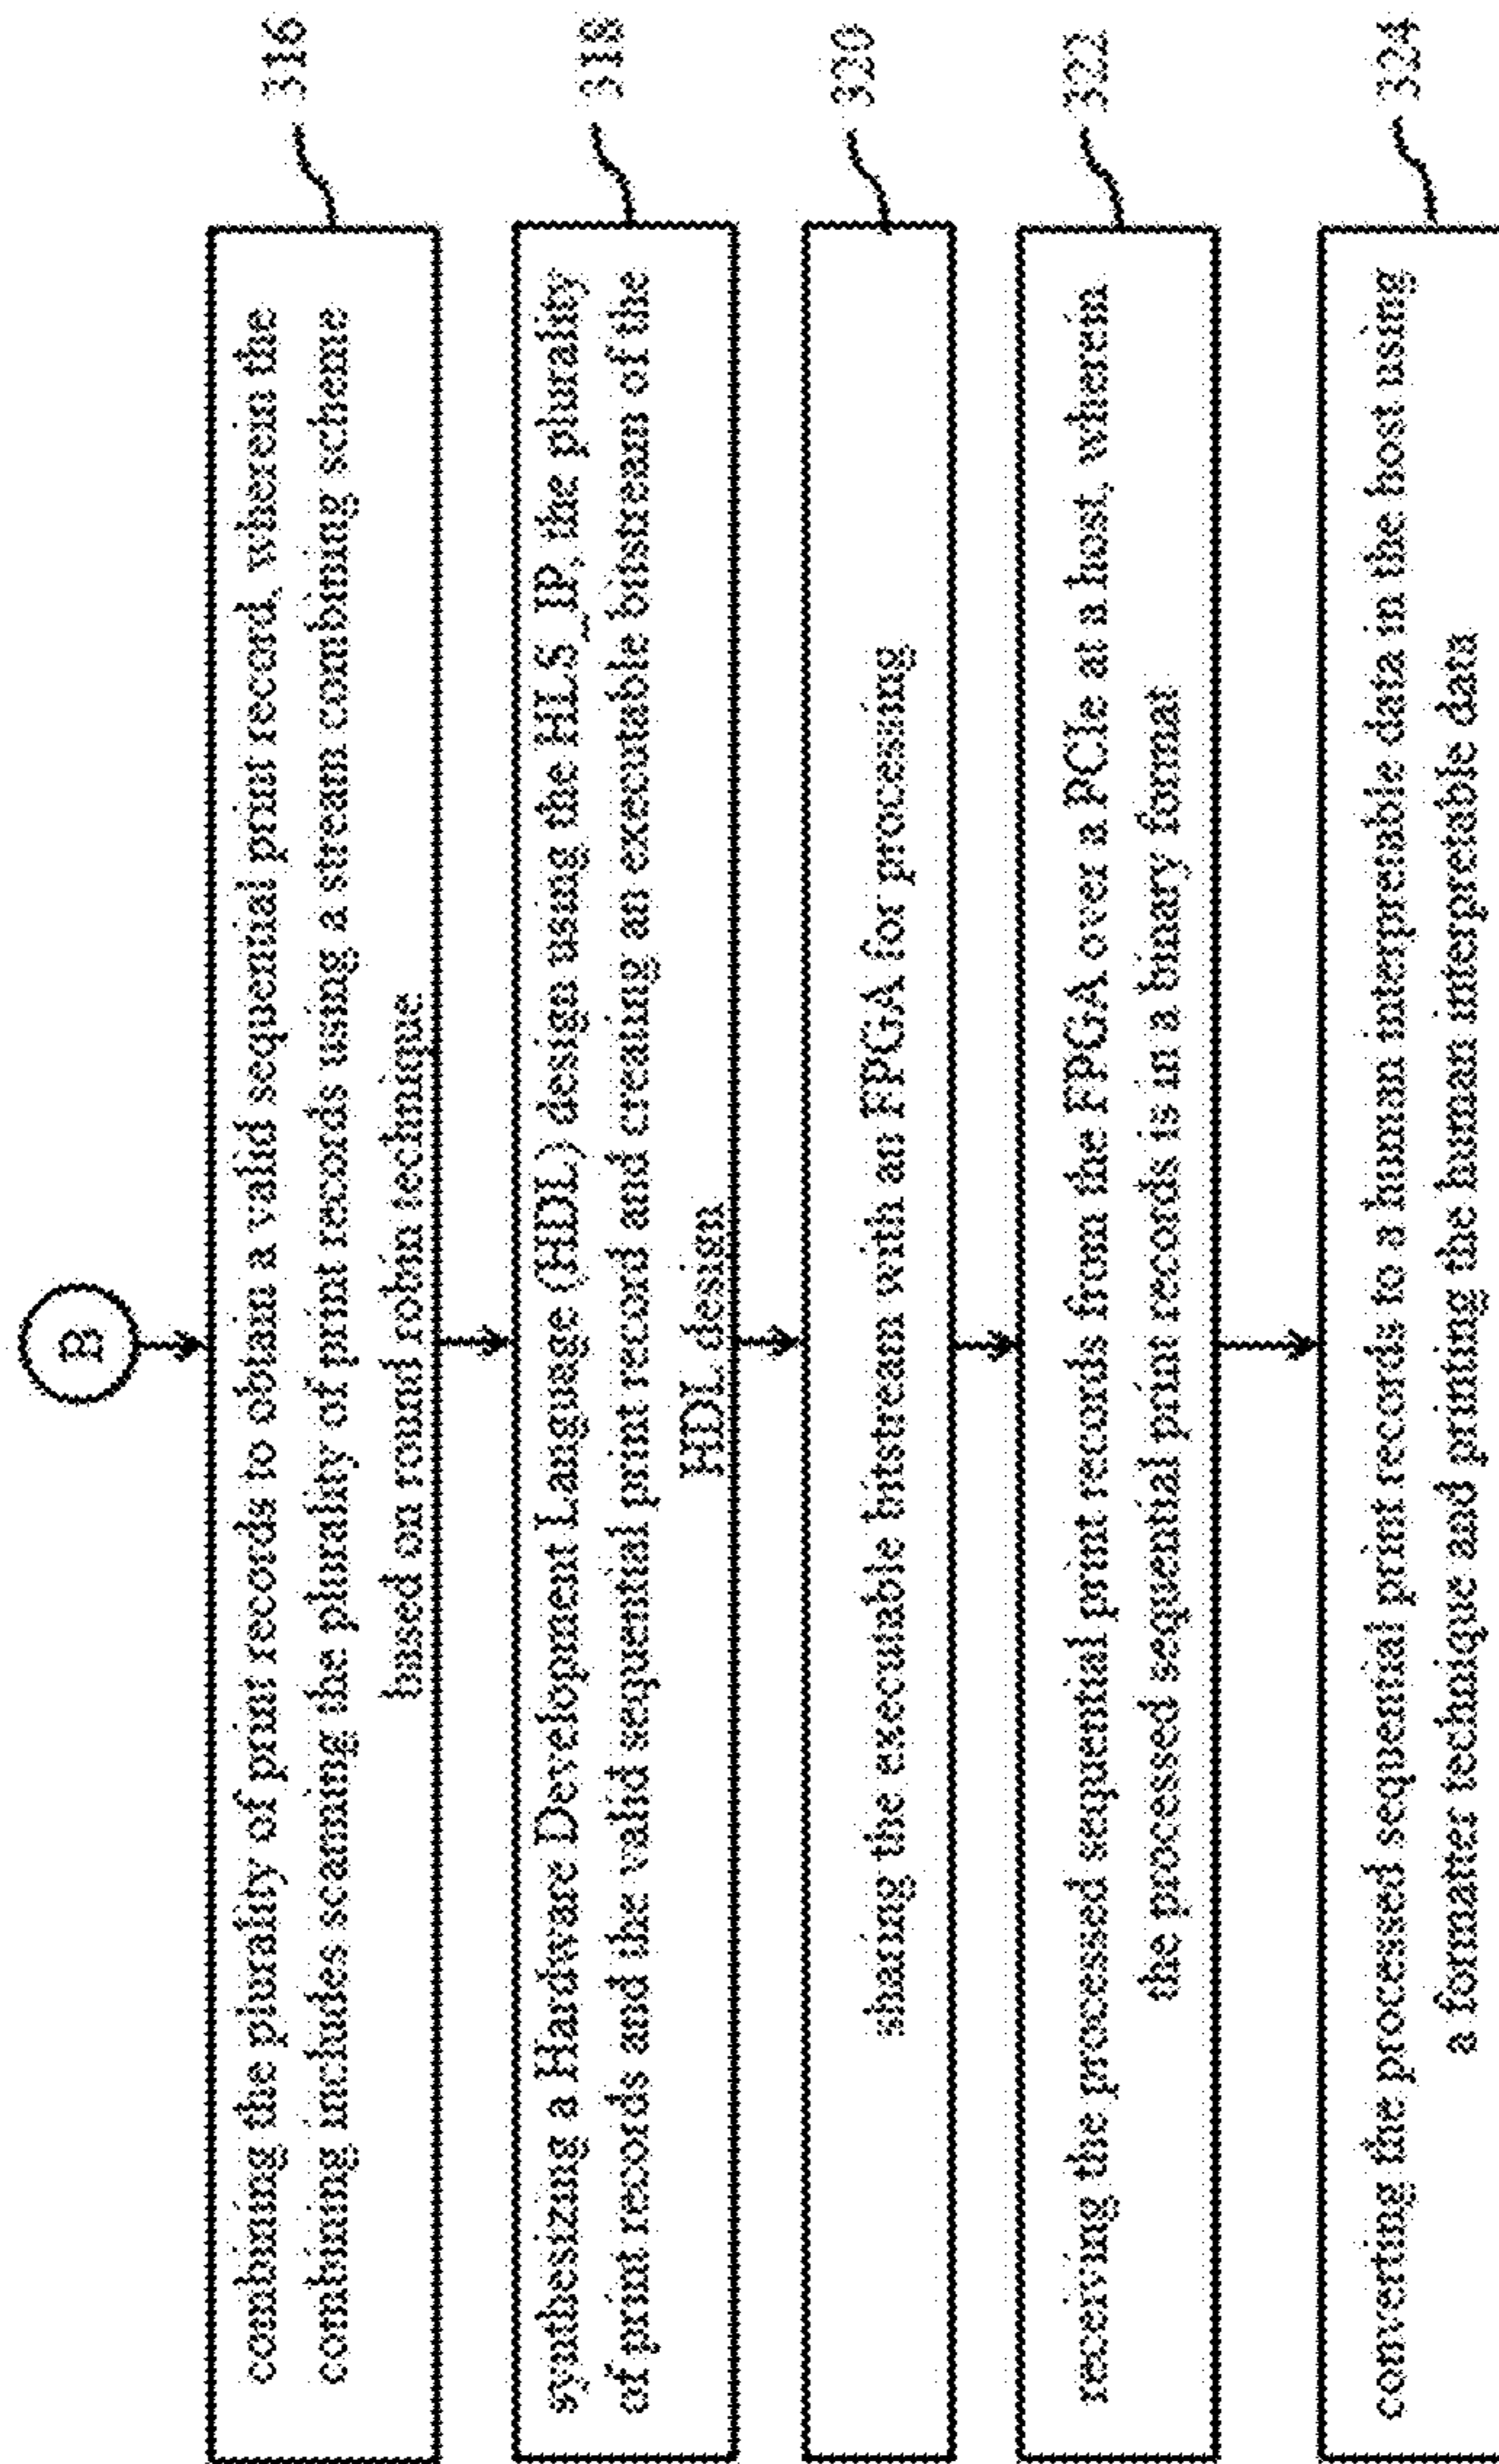 B
combining the plurality of print records to obtain a valid sequential print record, wherein the
combining includes scanning the plurality of print records using a stream combining scheme
based on round robin technique
316
synthesizing a Hardware Development Language (HDL) design using the HLS_IP, the plurality
of print records and the valid sequential print record and creating an executable bitstream of the
HDL design
318
sharing the executable bitstream with an FPGA for processing
320
receiving the processed sequential print records from the FPGA over a PCIe at a host, wherein
the processed sequential print records is in a binary format
322
converting the processed sequential print records to a human interpretable data in the host using
a formatter technique and printing the human interpretable data
324